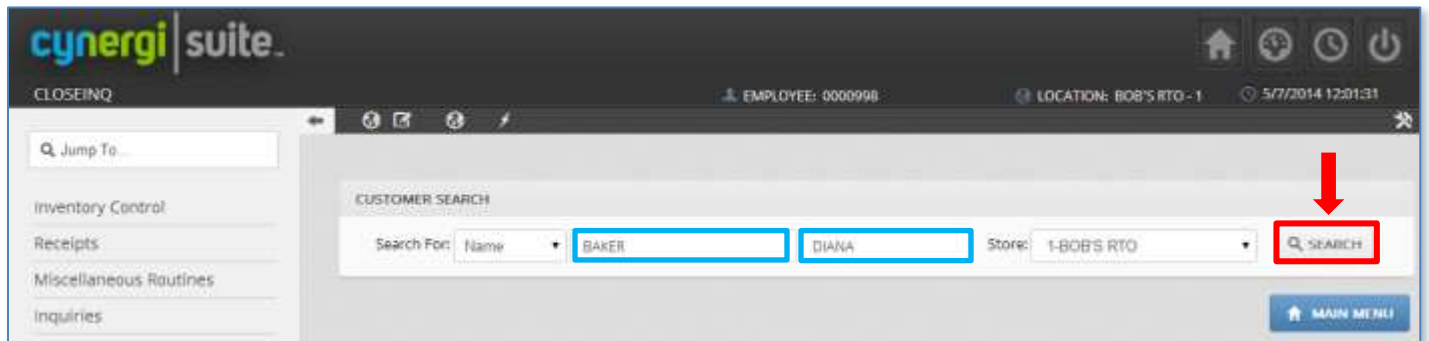 cynergi suite™
CLOSEINQ EMPLOYEE: 0000998 LOCATION: BOB'S RTO - 1 5/7/2014 12:01:31
Jump To...
CUSTOMER SEARCH
Inventory Control
Search For: Name BAKER DIANA Store: 1-BOB'S RTO SEARCH
Receipts
Miscellaneous Routines
Inquiries
MAIN MENU